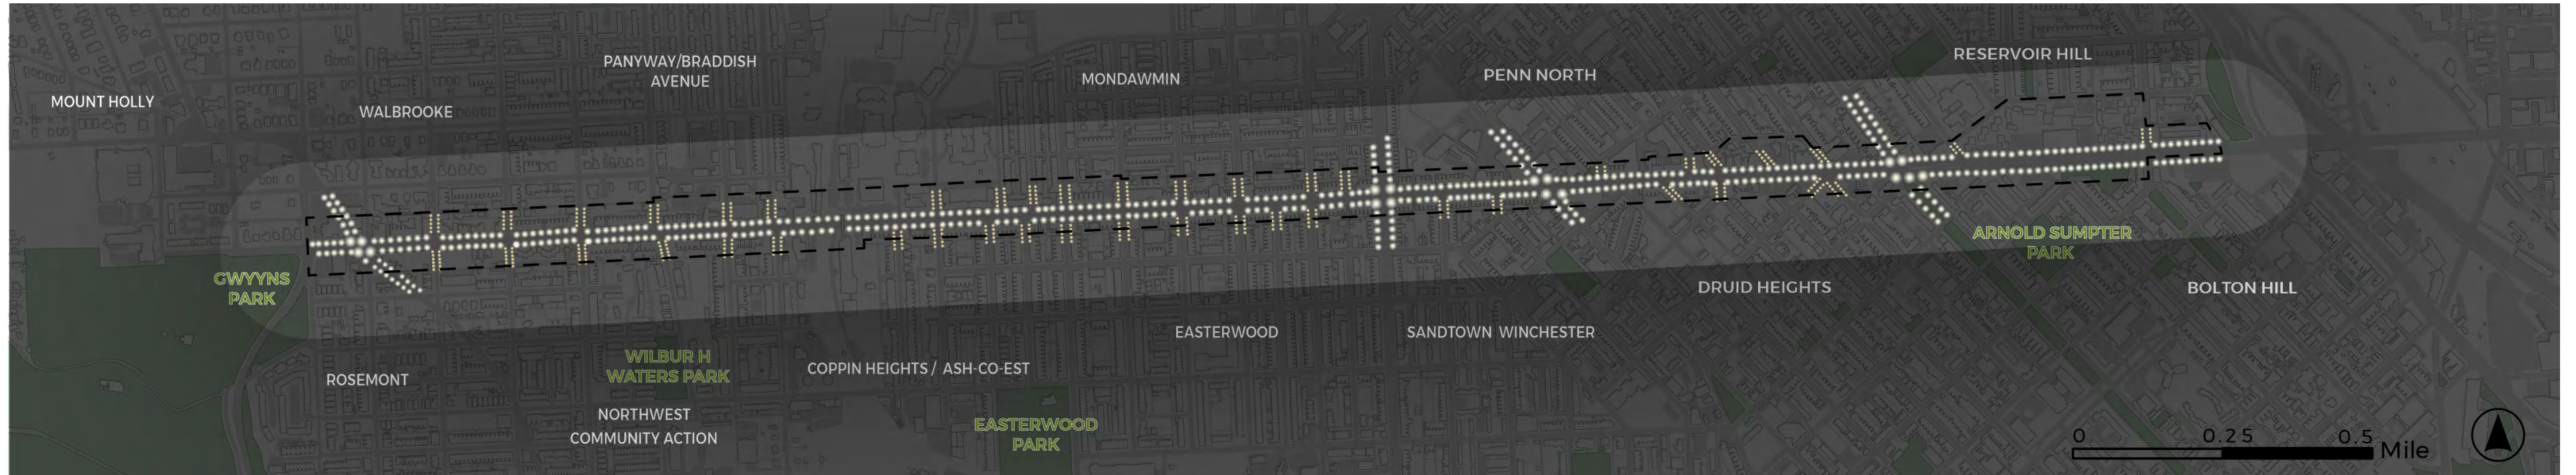 MOUNT HOLLY
WALBROOKE
PANYWAY/BRADDISH
AVENUE
MONDAWMIN
PENN NORTH
RESERVOIR HILL
GWYYNS
PARK
ARNOLD SUMPTER
PARK
DRUID HEIGHTS
BOLTON HILL
EASTERWOOD
SANDTOWN WINCHESTER
ROSEMONT
WILBUR H
WATERS PARK
COPPIN HEIGHTS / ASH-CO-EST
NORTHWEST
COMMUNITY ACTION
EASTERWOOD
PARK
0 0.25 0.5 Mile